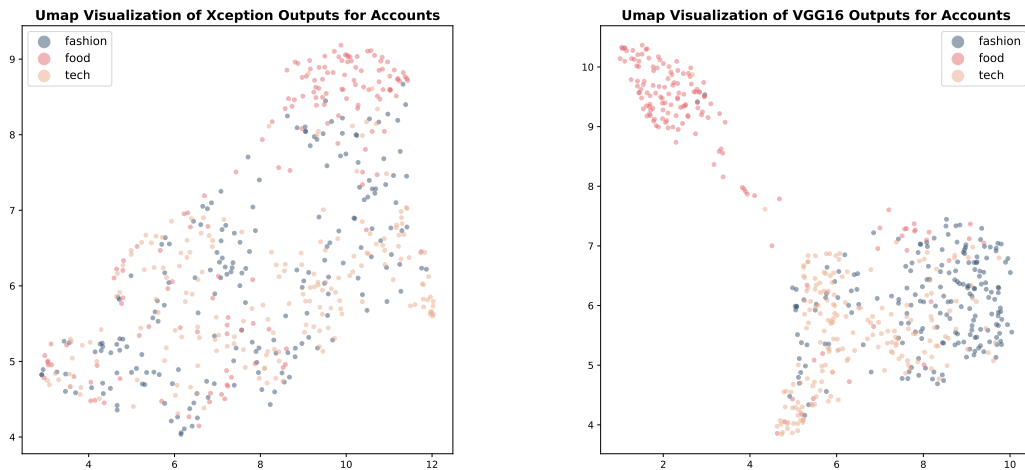 Umap Visualization of Xception Outputs for Accounts
fashion
food
tech
9
8
7
6
5
4
4
6
8
10
12
Umap Visualization of VGG16 Outputs for Accounts
fashion
food
tech
10
9
8
7
6
5
4
2
4
6
8
10